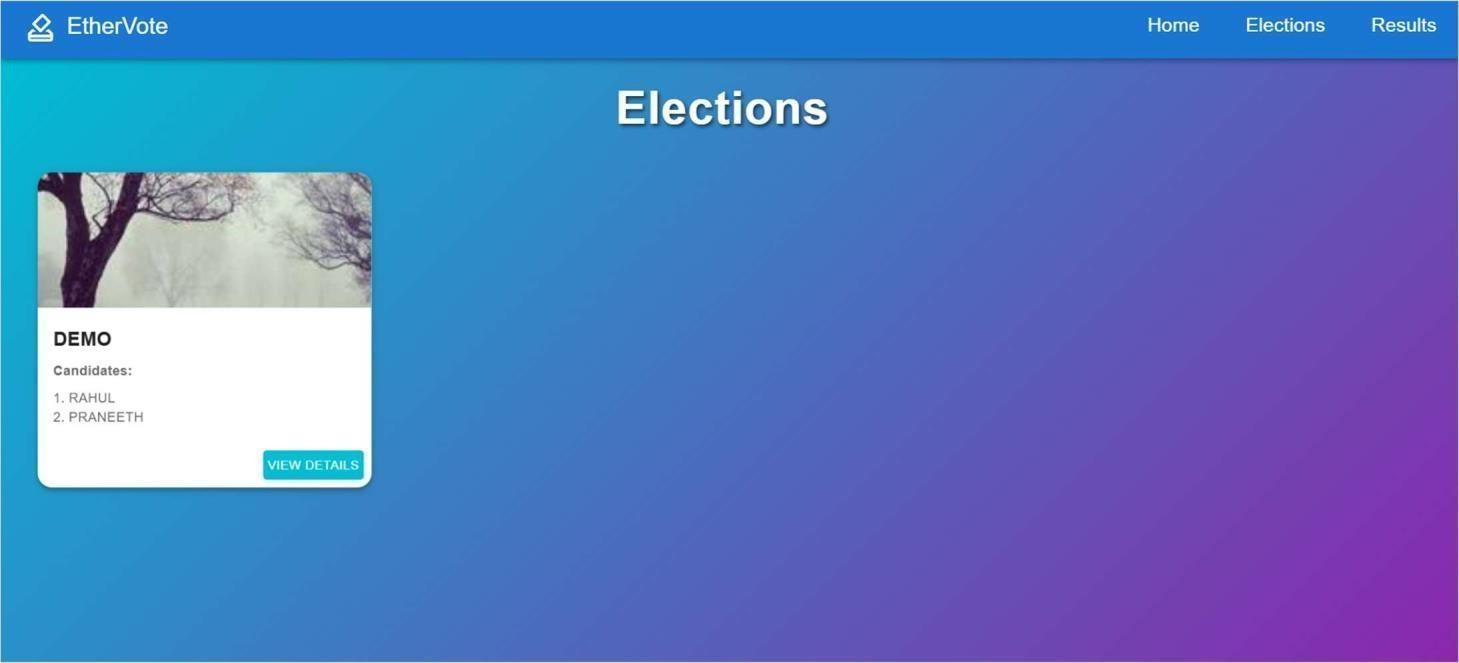 EtherVote
Home Elections Results
Elections
DEMO
Candidates:
1. RAHUL
2. PRANEETH
VIEW DETAILS